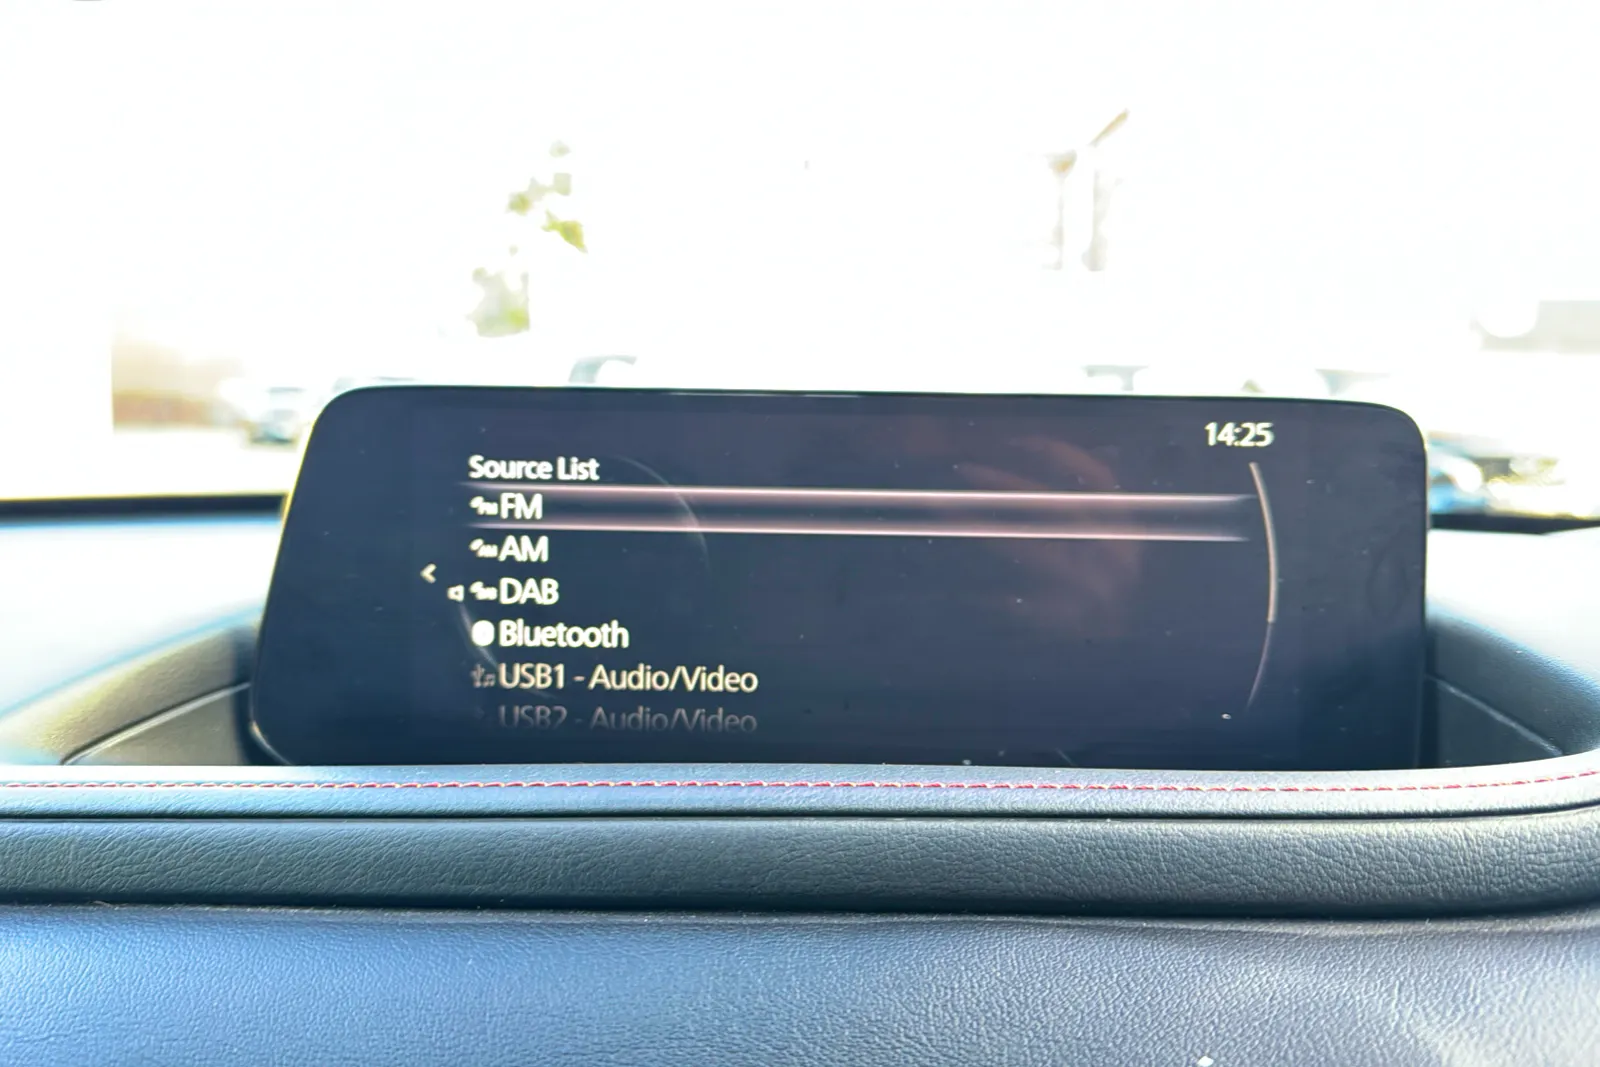 14:25
Source List
FM
AM
DAB
Bluetooth
USB1 - Audio/Video
USB2 - Audio/Video